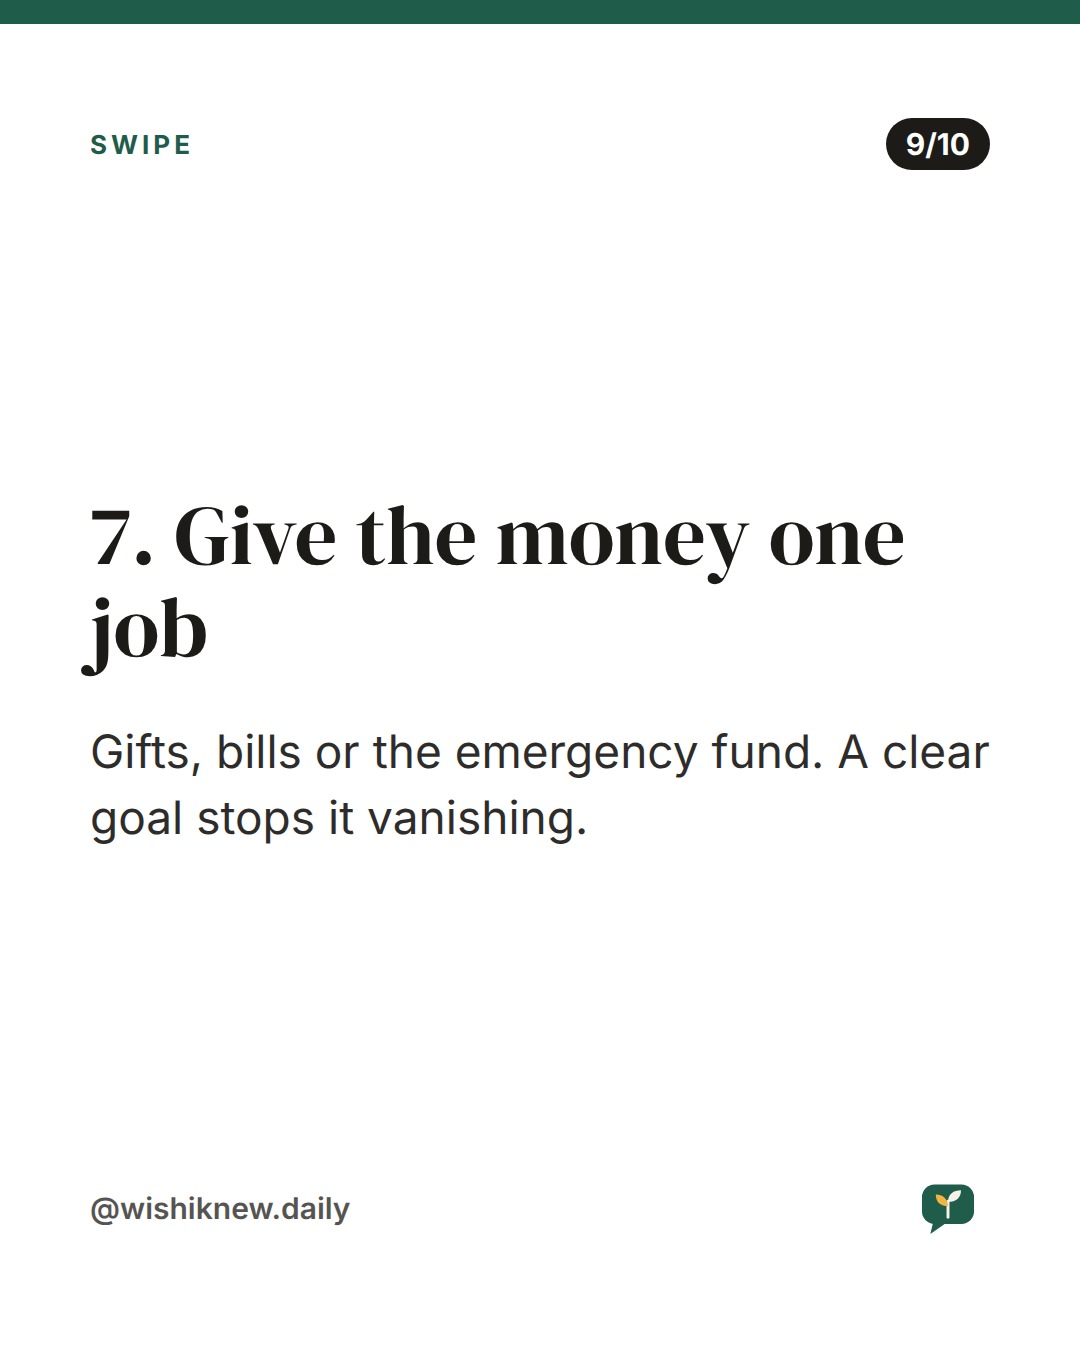 SWIPE
9/10
7. Give the money one
job
Gifts, bills or the emergency fund. A clear
goal stops it vanishing.
@wishiknew.daily